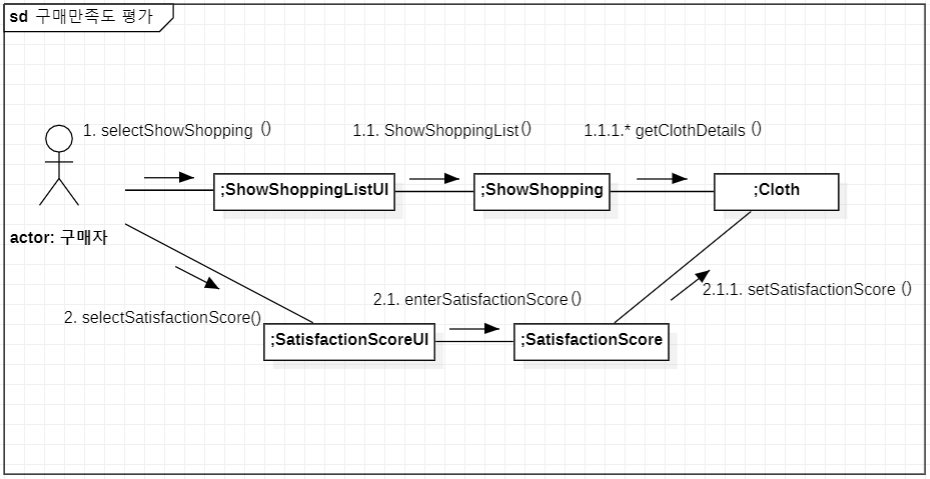 sd 구매만족도 평가
1. selectShowShopping ()
1.1. ShowShoppingList()
1.1.1.* getClothDetails ()
;ShowShoppingListUI
;ShowShopping
;Cloth
actor: 구매자
2. selectSatisfactionScore()
2.1. enterSatisfactionScore()
2.1.1. setSatisfactionScore ()
;SatisfactionScoreUI
;SatisfactionScore